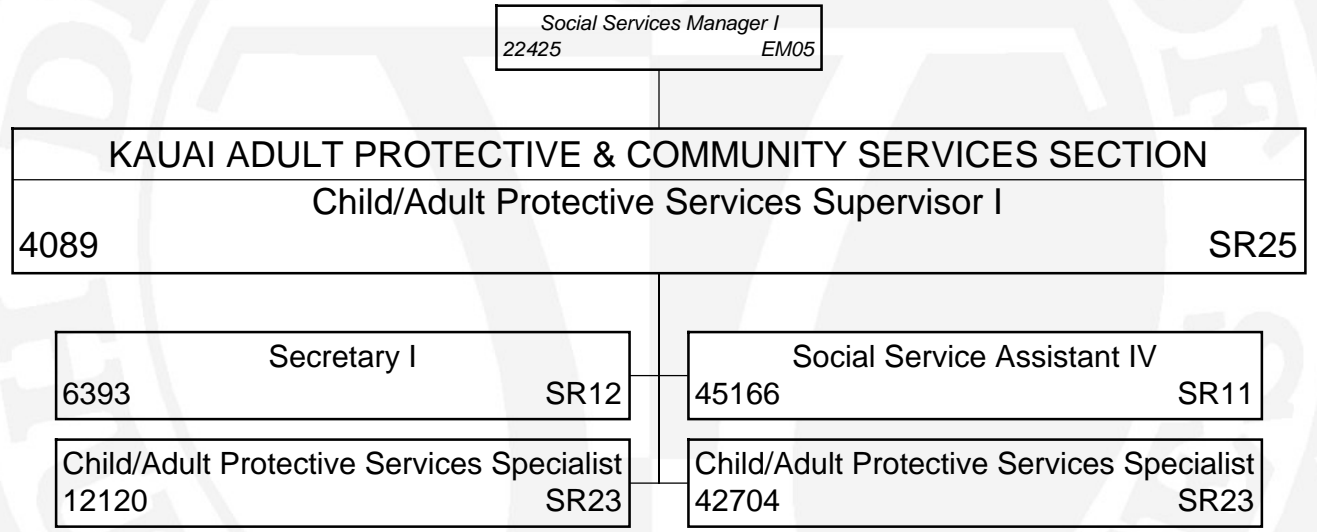 Social Services Manager I
22425 EM05
KAUAI ADULT PROTECTIVE & COMMUNITY SERVICES SECTION
Child/Adult Protective Services Supervisor I
4089 SR25
Secretary I
6393 SR12
Social Service Assistant IV
45166 SR11
Child/Adult Protective Services Specialist
12120 SR23
Child/Adult Protective Services Specialist
42704 SR23